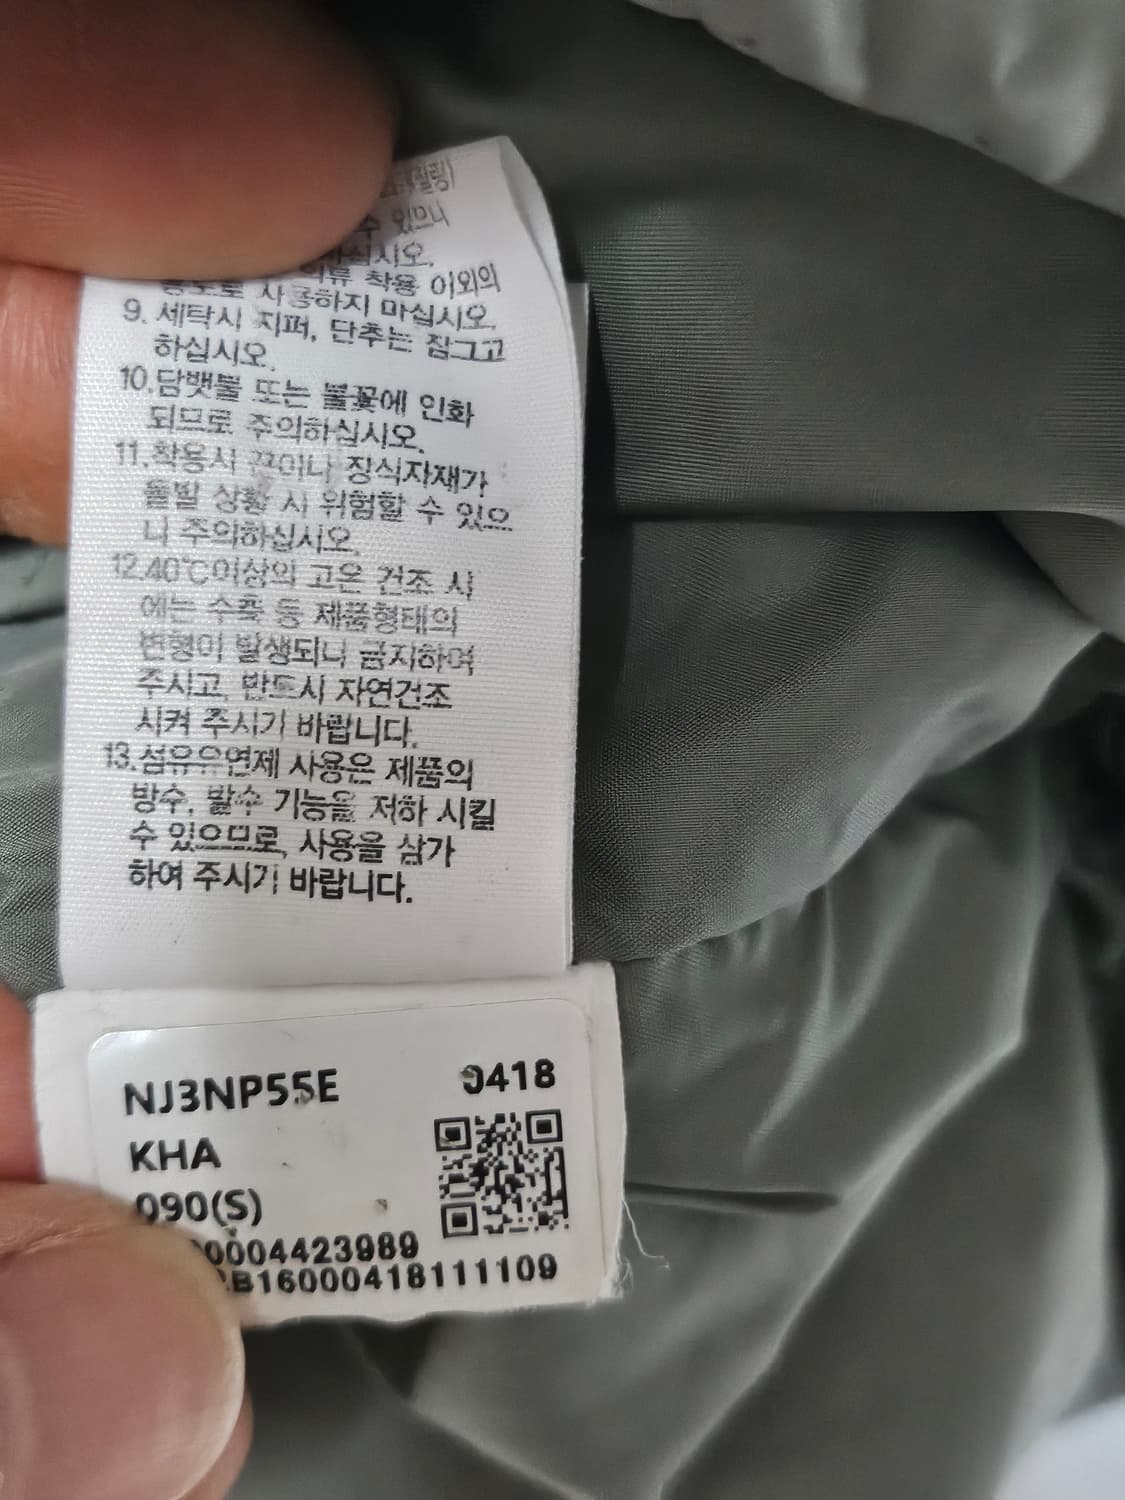 (필링)
수 있으니
십시오.
의류 착용 이외의
용도로 사용하지 마십시오.
9. 세탁시 지퍼, 단추는 잠그고
하십시오.
10.담뱃불 또는 불꽃에 인화
되므로 주의하십시오.
11.착용시 끈이나 장식자재가
돌발 상황 시 위험할 수 있으
니 주의하십시오.
12.40℃이상의 고온 건조 시
에는 수축 등 제품형태의
변형이 발생되니 금지하여
주시고, 반드시 자연건조
시켜 주시기 바랍니다.
13.섬유유연제 사용은 제품의
방수, 발수 기능을 저하 시킬
수 있으므로, 사용을 삼가
하여 주시기 바랍니다.
NJ3NP55E 0418
KHA
090(S)
0004423989
B16000418111109